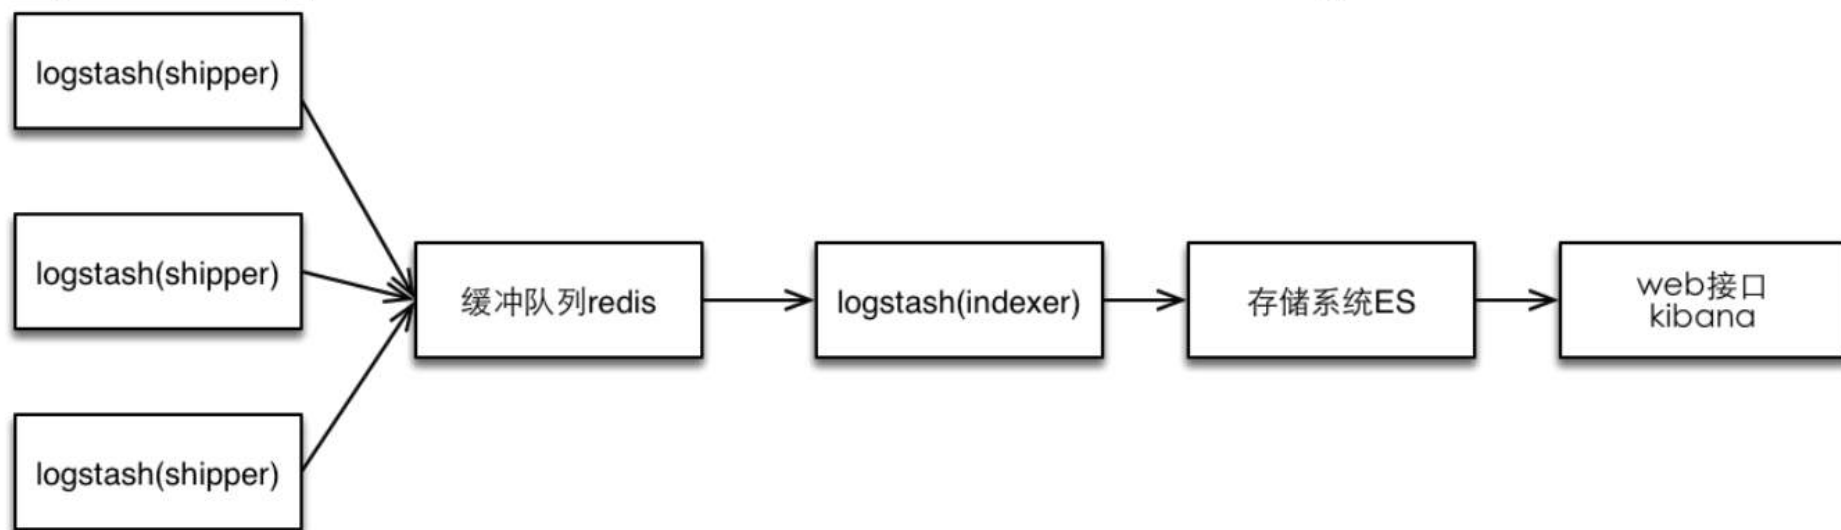 logstash(shipper)
logstash(shipper)
logstash(shipper)
缓冲队列redis
logstash(indexer)
存储系统ES
web接口
kibana